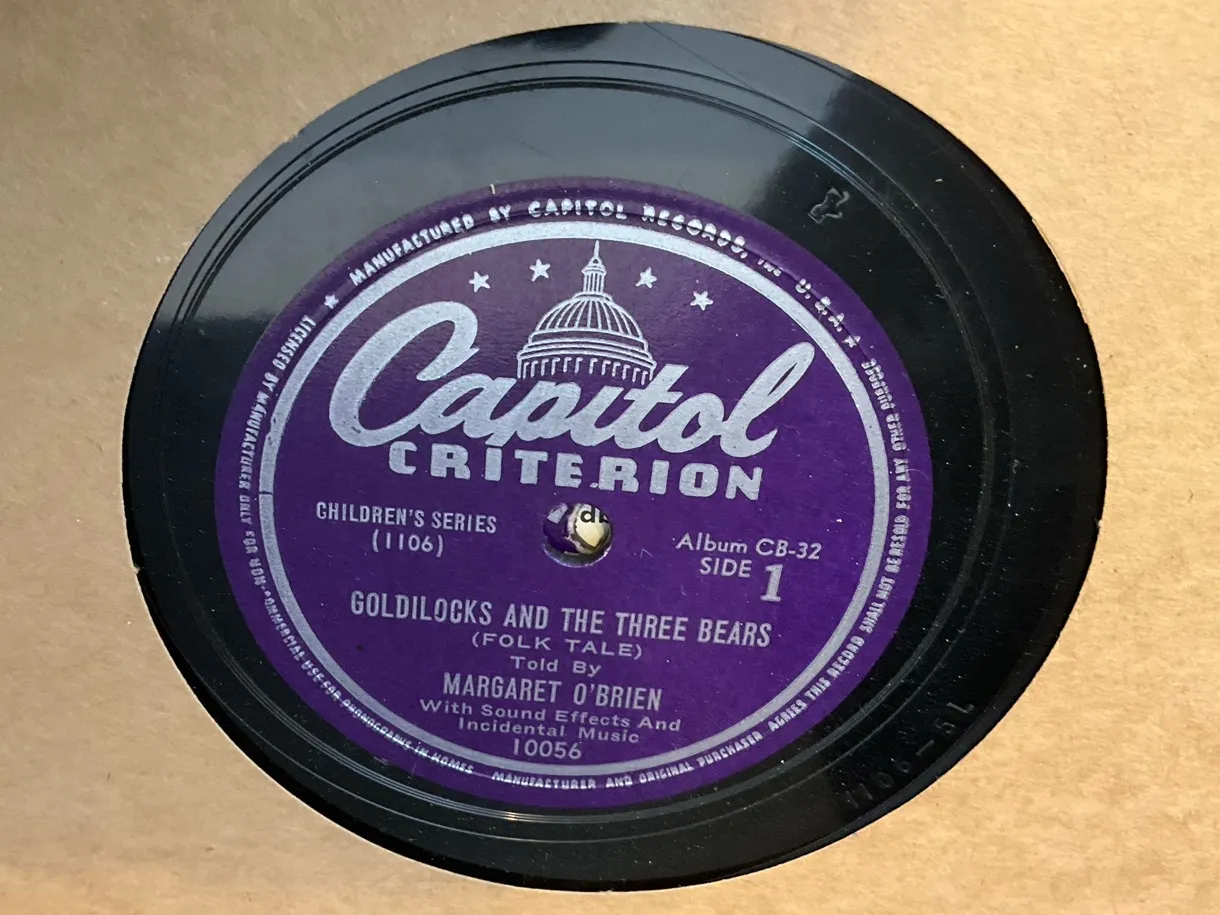 ★ MANUFACTURED BY CAPITOL RECORDS, INC. U. S. A. ★
Capitol
CRITERION
CHILDREN'S SERIES
(1106)
Album CB-32
SIDE 1
GOLDILOCKS AND THE THREE BEARS
(FOLK TALE)
Told By
MARGARET O'BRIEN
With Sound Effects And
Incidental Music
10056
LICENSED BY MANUFACTURER ONLY FOR NON-COMMERCIAL USE FOR PHONOGRAPHS IN HOMES
MANUFACTURER AND ORIGINAL PURCHASER AGREES THIS RECORD SHALL NOT BE RESOLD FOR ANY OTHER PURPOSE